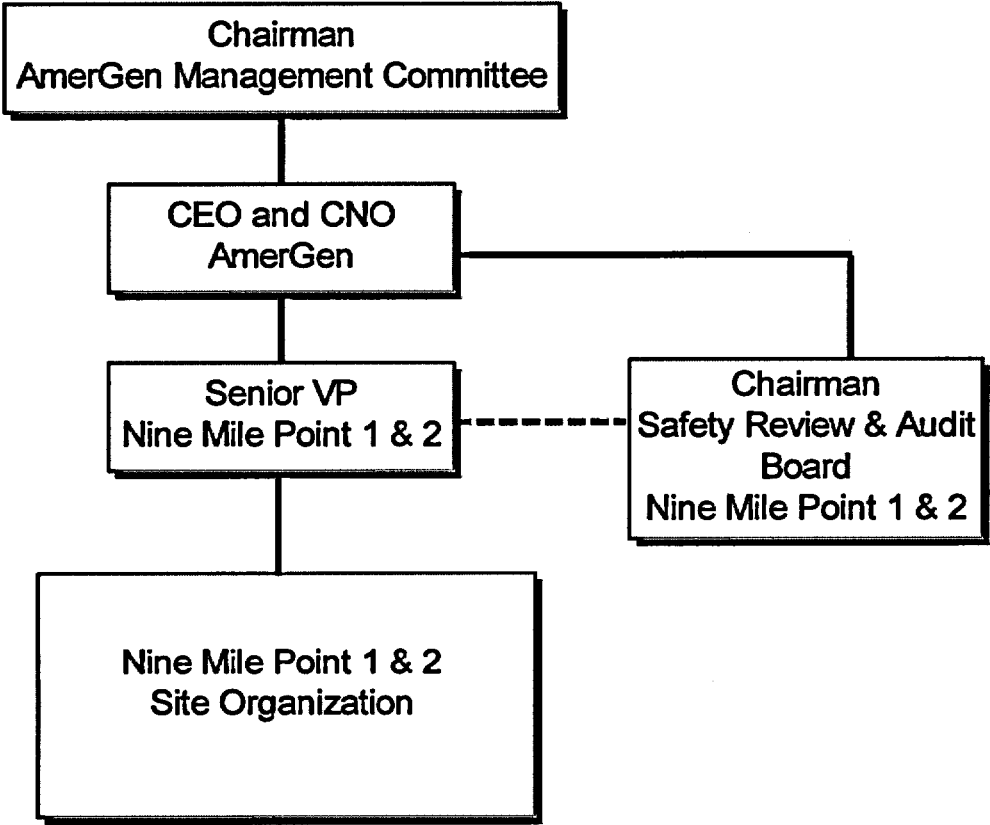 Chairman
AmerGen Management Committee
CEO and CNO
AmerGen
Senior VP
Nine Mile Point 1 & 2
Chairman
Safety Review & Audit
Board
Nine Mile Point 1 & 2
Nine Mile Point 1 & 2
Site Organization